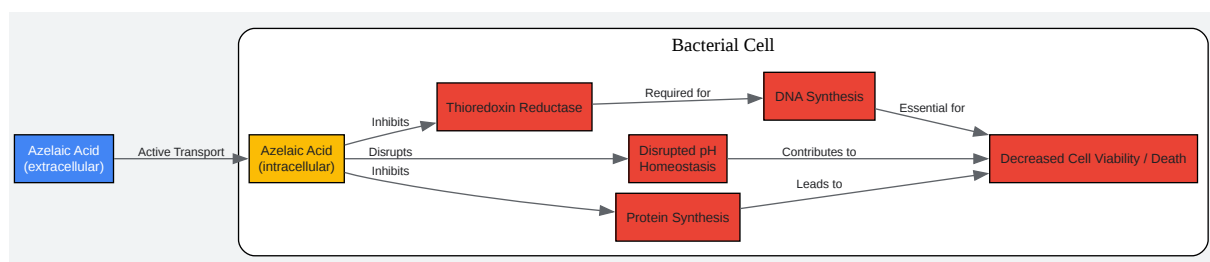 Bacterial Cell
Azelaic Acid
(extracellular)
Active Transport
Azelaic Acid
(intracellular)
Inhibits
Thioredoxin Reductase
Required for
DNA Synthesis
Essential for
Disrupts
Disrupted pH
Homeostasis
Contributes to
Decreased Cell Viability / Death
Inhibits
Protein Synthesis
Leads to